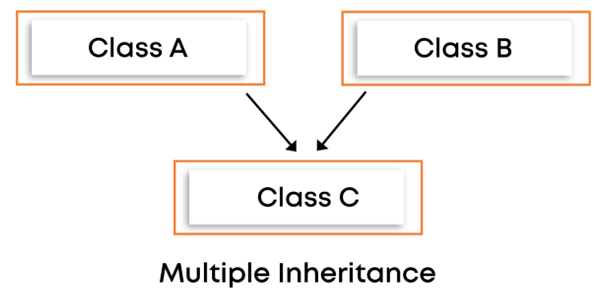 Class A
Class B
Class C
Multiple Inheritance